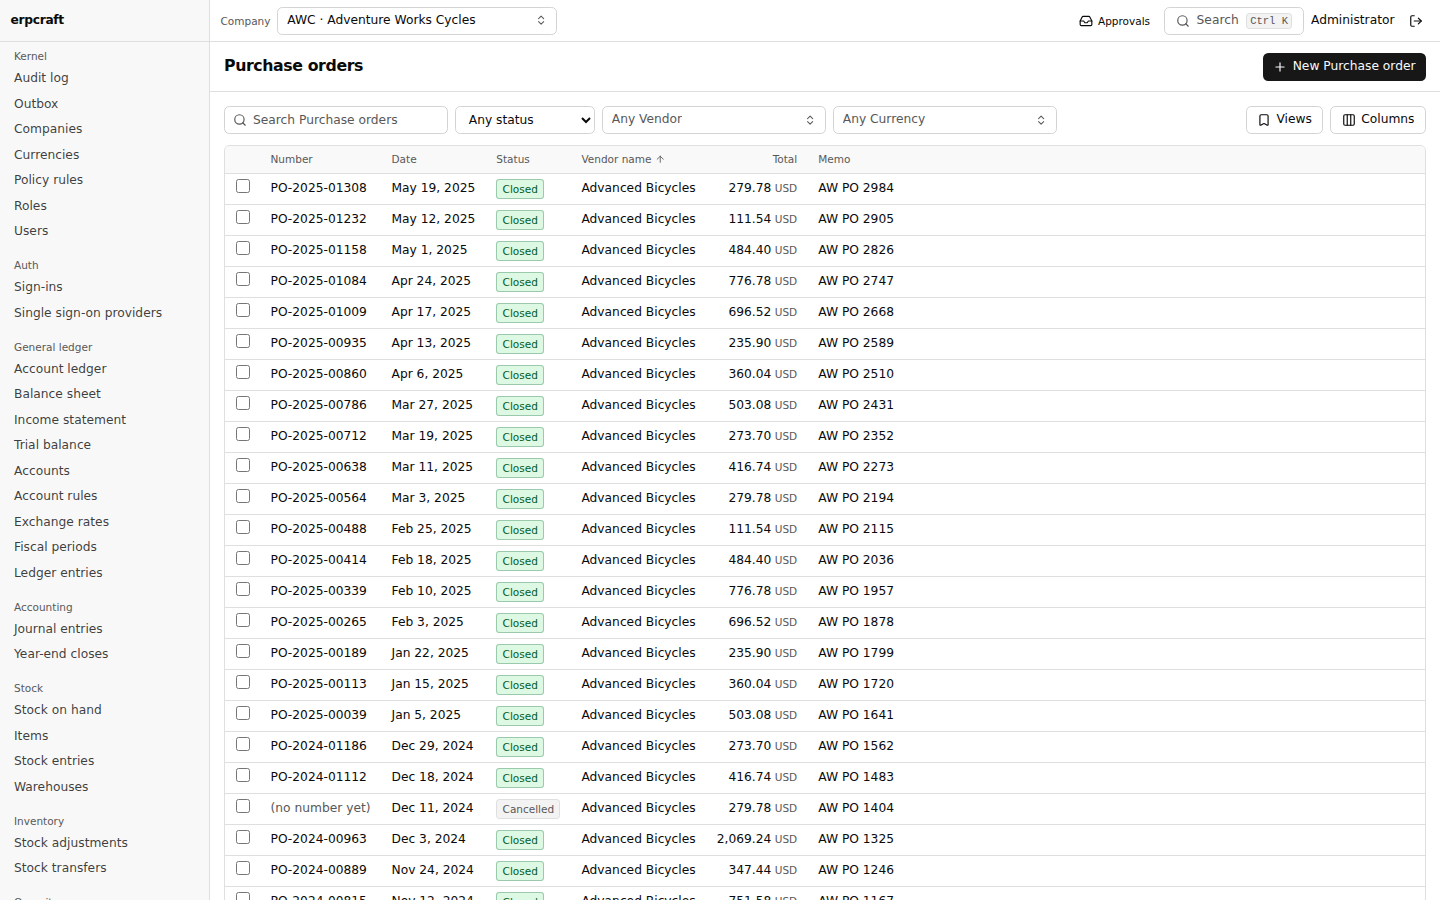 erpcraft
Company
AWC · Adventure Works Cycles
Approvals
Search Ctrl K
Administrator
Kernel
Audit log
Outbox
Companies
Currencies
Policy rules
Roles
Users
Auth
Sign-ins
Single sign-on providers
General ledger
Account ledger
Balance sheet
Income statement
Trial balance
Accounts
Account rules
Exchange rates
Fiscal periods
Ledger entries
Accounting
Journal entries
Year-end closes
Stock
Stock on hand
Items
Stock entries
Warehouses
Inventory
Stock adjustments
Stock transfers
Purchase orders
New Purchase order
Search Purchase orders
Any status
Any Vendor
Any Currency
Views
Columns
Number Date Status Vendor name Total Memo
PO-2025-01308 May 19, 2025 Closed Advanced Bicycles 279.78 USD AW PO 2984
PO-2025-01232 May 12, 2025 Closed Advanced Bicycles 111.54 USD AW PO 2905
PO-2025-01158 May 1, 2025 Closed Advanced Bicycles 484.40 USD AW PO 2826
PO-2025-01084 Apr 24, 2025 Closed Advanced Bicycles 776.78 USD AW PO 2747
PO-2025-01009 Apr 17, 2025 Closed Advanced Bicycles 696.52 USD AW PO 2668
PO-2025-00935 Apr 13, 2025 Closed Advanced Bicycles 235.90 USD AW PO 2589
PO-2025-00860 Apr 6, 2025 Closed Advanced Bicycles 360.04 USD AW PO 2510
PO-2025-00786 Mar 27, 2025 Closed Advanced Bicycles 503.08 USD AW PO 2431
PO-2025-00712 Mar 19, 2025 Closed Advanced Bicycles 273.70 USD AW PO 2352
PO-2025-00638 Mar 11, 2025 Closed Advanced Bicycles 416.74 USD AW PO 2273
PO-2025-00564 Mar 3, 2025 Closed Advanced Bicycles 279.78 USD AW PO 2194
PO-2025-00488 Feb 25, 2025 Closed Advanced Bicycles 111.54 USD AW PO 2115
PO-2025-00414 Feb 18, 2025 Closed Advanced Bicycles 484.40 USD AW PO 2036
PO-2025-00339 Feb 10, 2025 Closed Advanced Bicycles 776.78 USD AW PO 1957
PO-2025-00265 Feb 3, 2025 Closed Advanced Bicycles 696.52 USD AW PO 1878
PO-2025-00189 Jan 22, 2025 Closed Advanced Bicycles 235.90 USD AW PO 1799
PO-2025-00113 Jan 15, 2025 Closed Advanced Bicycles 360.04 USD AW PO 1720
PO-2025-00039 Jan 5, 2025 Closed Advanced Bicycles 503.08 USD AW PO 1641
PO-2024-01186 Dec 29, 2024 Closed Advanced Bicycles 273.70 USD AW PO 1562
PO-2024-01112 Dec 18, 2024 Closed Advanced Bicycles 416.74 USD AW PO 1483
(no number yet) Dec 11, 2024 Cancelled Advanced Bicycles 279.78 USD AW PO 1404
PO-2024-00963 Dec 3, 2024 Closed Advanced Bicycles 2,069.24 USD AW PO 1325
PO-2024-00889 Nov 24, 2024 Closed Advanced Bicycles 347.44 USD AW PO 1246
PO-2024-00815 Nov 12, 2024 Closed Advanced Bicycles 751.58 USD AW PO 1167